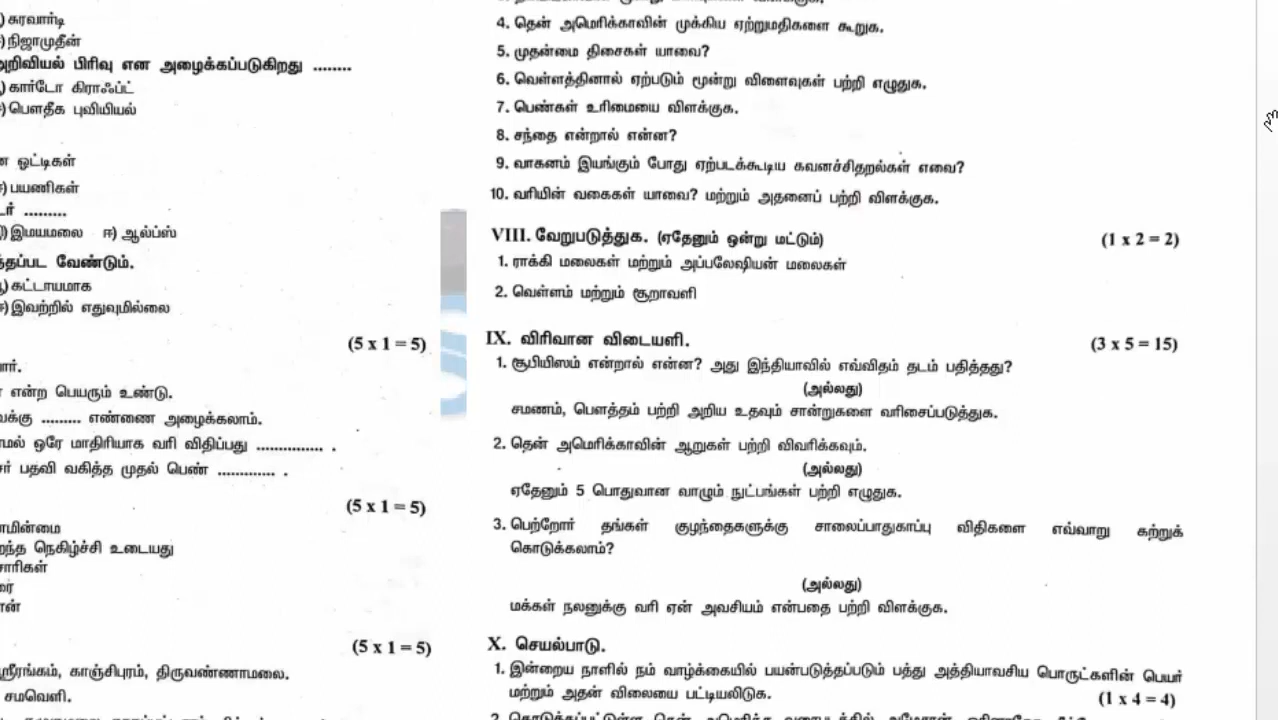 ) சுரவார்டி
) நிஜாமுதீன்
அறிவியல் பிரிவு என அழைக்கப்படுகிறது ........
) கார்டோ கிராஃப்ட்
) பௌதீக புவியியல்
ன ஓட்டிகள்
) பயணிகள்
டர் .........
) இமயமலை ஈ) ஆல்ப்ஸ்
த்தப்பட வேண்டும்.
) கட்டாயமாக
) இவற்றில் எதுவுமில்லை
(5 x 1 = 5)
பார்.
என்ற பெயரும் உண்டு.
வக்கு ......... எண்ணை அழைக்கலாம்.
மல் ஒரே மாதிரியாக வரி விதிப்பது ............... .
சர் பதவி வகித்த முதல் பெண் ............. .
(5 x 1 = 5)
ாமின்மை
றந்த நெகிழ்ச்சி உடையது
சாரிகள்
ரை
ான்
(5 x 1 = 5)
ஸ்ரீரங்கம், காஞ்சிபுரம், திருவண்ணாமலை.
சமவெளி.
4. தென் அமெரிக்காவின் முக்கிய ஏற்றுமதிகளை கூறுக.
5. முதன்மை திசைகள் யாவை?
6. வெள்ளத்தினால் ஏற்படும் மூன்று விளைவுகள் பற்றி எழுதுக.
7. பெண்கள் உரிமையை விளக்குக.
8. சந்தை என்றால் என்ன?
9. வாகனம் இயங்கும் போது ஏற்படக்கூடிய கவனச்சிதறல்கள் எவை?
10. வரியின் வகைகள் யாவை? மற்றும் அதனைப் பற்றி விளக்குக.
VIII. வேறுபடுத்துக. (ஏதேனும் ஒன்று மட்டும்) (1 x 2 = 2)
1. ராக்கி மலைகள் மற்றும் அப்பலேஷியன் மலைகள்
2. வெள்ளம் மற்றும் சூறாவளி
IX. விரிவான விடையளி. (3 x 5 = 15)
1. சூபியிஸம் என்றால் என்ன? அது இந்தியாவில் எவ்விதம் தடம் பதித்தது?
(அல்லது)
சமணம், பௌத்தம் பற்றி அறிய உதவும் சான்றுகளை வரிசைப்படுத்துக.
2. தென் அமெரிக்காவின் ஆறுகள் பற்றி விவரிக்கவும்.
(அல்லது)
ஏதேனும் 5 பொதுவான வாழும் நுட்பங்கள் பற்றி எழுதுக.
3. பெற்றோர் தங்கள் குழந்தைகளுக்கு சாலைப்பாதுகாப்பு விதிகளை எவ்வாறு கற்றுக்
கொடுக்கலாம்?
(அல்லது)
மக்கள் நலனுக்கு வரி ஏன் அவசியம் என்பதை பற்றி விளக்குக.
X. செயல்பாடு.
1. இன்றைய நாளில் நம் வாழ்க்கையில் பயன்படுத்தப்படும் பத்து அத்தியாவசிய பொருட்களின் பெயர்
மற்றும் அதன் விலையை பட்டியலிடுக. (1 x 4 = 4)